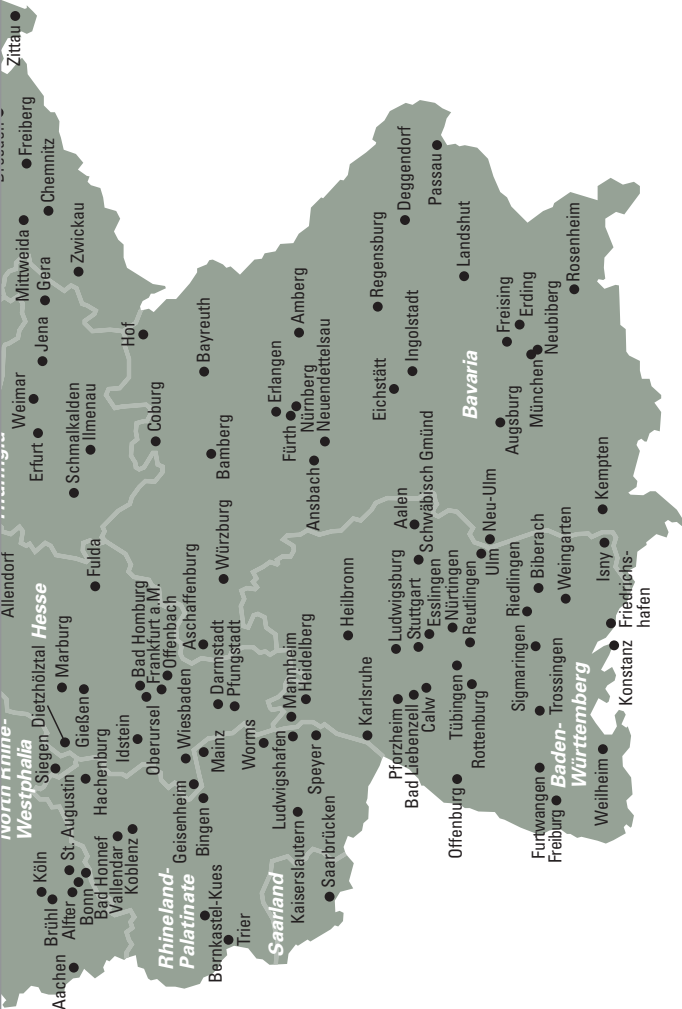 Zittau
Freiberg
Chemnitz
Mittweida
Gera
Zwickau
Jena
Weimar
Erfurt
Schmalkalden
Ilmenau
Hof
Bayreuth
Coburg
Bamberg
Amberg
Erlangen
Fürth
Nürnberg
Neuendettelsau
Ansbach
Regensburg
Deggendorf
Passau
Landshut
Eichstätt
Ingolstadt
Bavaria
Freising
Erding
Neubiberg
München
Augsburg
Rosenheim
Kempten
Allendorf
Hesse
Fulda
Marburg
Dietzhölztal
Gießen
Siegen
North Rhine-
Westphalia
Hachenburg
St. Augustin
Köln
Brühl
Alfter
Bonn
Bad Honnef
Vallendar
Koblenz
Aachen
Idstein
Oberursel
Bad Homburg
Frankfurt a.M.
Offenbach
Aschaffenburg
Würzburg
Wiesbaden
Darmstadt
Pfungstadt
Mainz
Geisenheim
Bingen
Rhineland-
Palatinate
Bernkastel-Kues
Trier
Saarland
Worms
Ludwigshafen
Mannheim
Heidelberg
Speyer
Kaiserslautern
Saarbrücken
Heilbronn
Karlsruhe
Ludwigsburg
Stuttgart
Esslingen
Nürtingen
Reutlingen
Aalen
Schwäbisch Gmünd
Pforzheim
Bad Liebenzell
Calw
Tübingen
Rottenburg
Offenburg
Ulm
Neu-Ulm
Riedlingen
Biberach
Weingarten
Sigmaringen
Trossingen
Baden-
Württemberg
Furtwangen
Freiburg
Weilheim
Isny
Friedrichs-
hafen
Konstanz